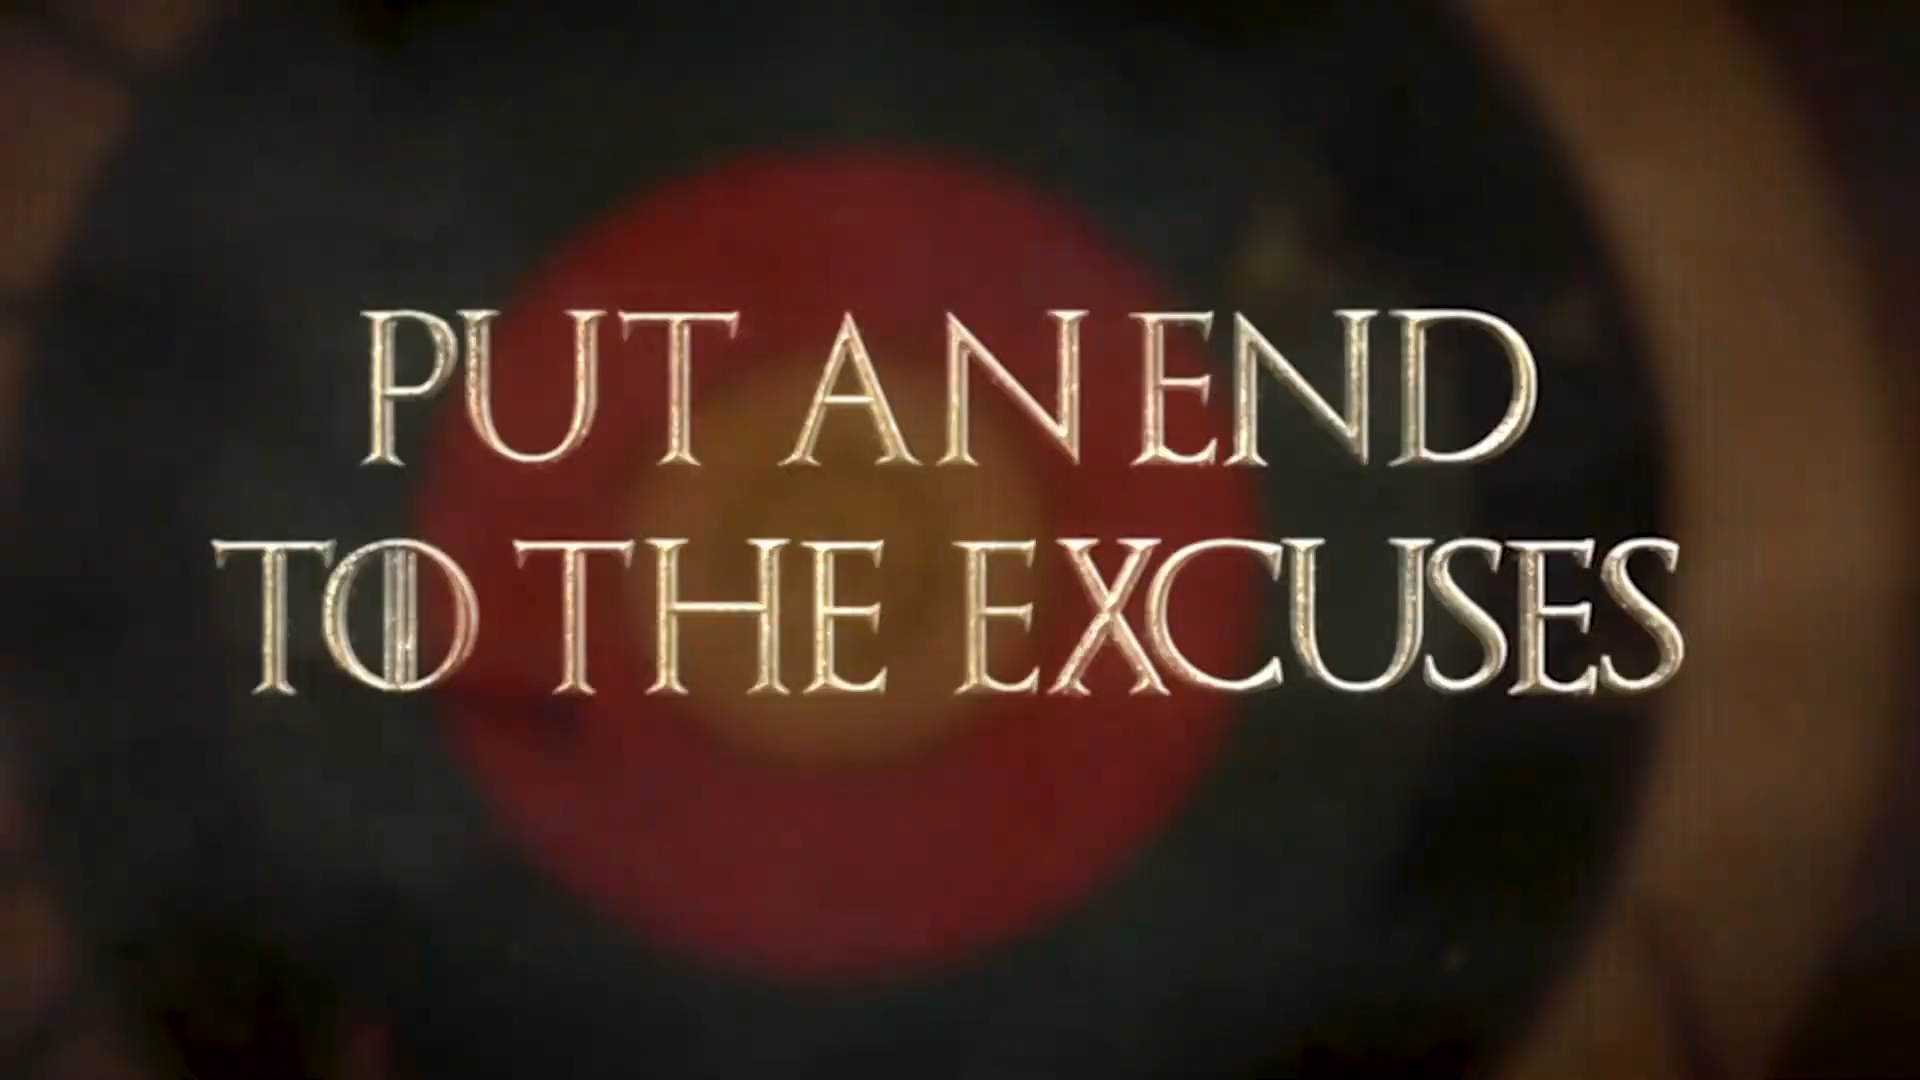 PUT AN END
TO THE EXCUSES